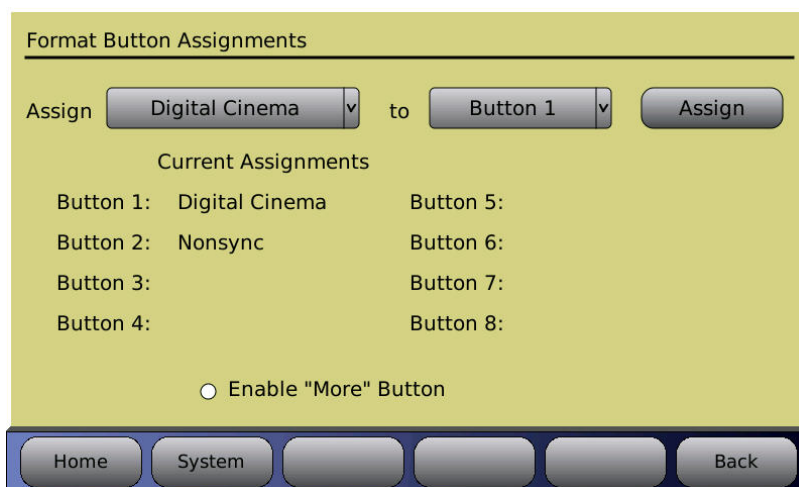 Format Button Assignments
Assign Digital Cinema to Button 1 Assign
Current Assignments
Button 1: Digital Cinema Button 5:
Button 2: Nonsync Button 6:
Button 3: Button 7:
Button 4: Button 8:
Enable "More" Button
Home System Back